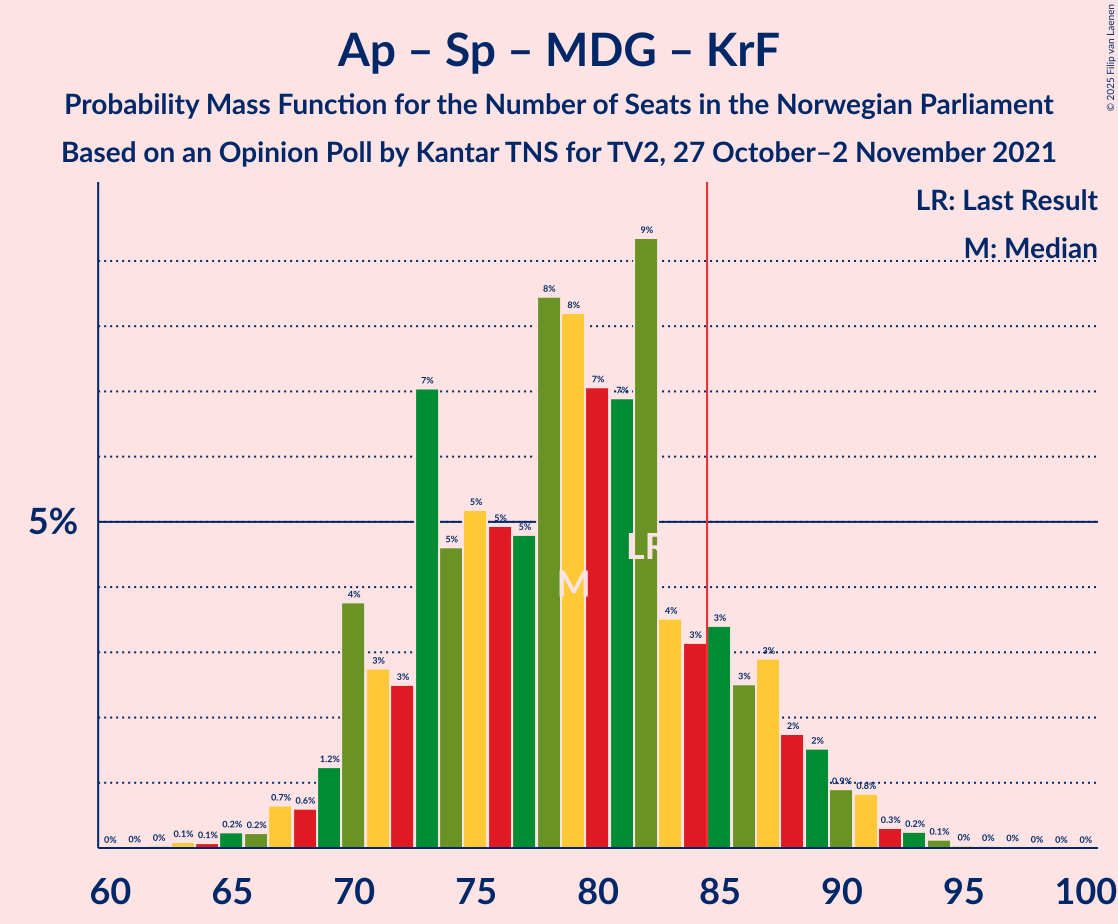 Ap – Sp – MDG – KrF
Probability Mass Function for the Number of Seats in the Norwegian Parliament
Based on an Opinion Poll by Kantar TNS for TV2, 27 October–2 November 2021
© 2025 Filip van Laenen
LR: Last Result
M: Median
5%
0% 0% 0% 0.1% 0.1% 0.2% 0.2% 0.7% 0.6% 1.2% 4% 3% 3% 7% 5% 5% 5% 5% 8% 8% 7% 7% 9% 4% 3% 3% 3% 3% 2% 2% 0.9% 0.8% 0.3% 0.2% 0.1% 0% 0% 0% 0% 0% 0%
LR
M
60 65 70 75 80 85 90 95 100